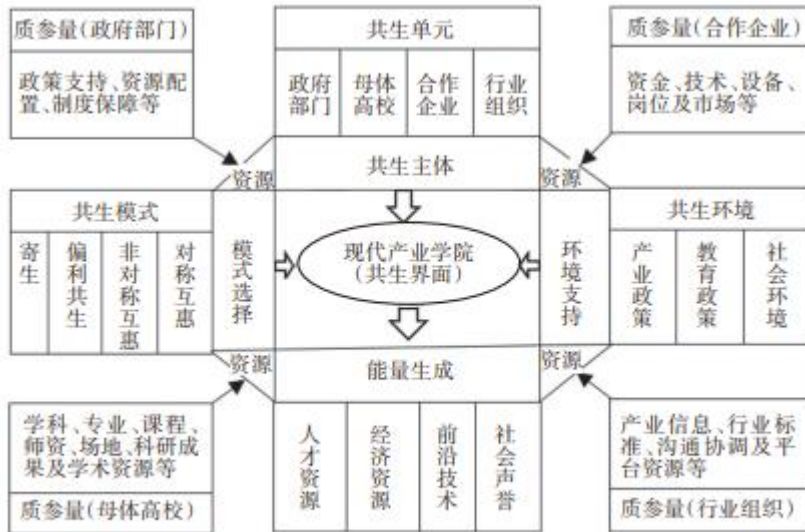 质参量(政府部门)
政策支持、资源配
置、制度保障等
共生单元
政府部门
母体高校
合作企业
行业组织
质参量(合作企业)
资金、技术、设备、
岗位及市场等
资源
共生主体
资源
共生模式
寄生
偏利共生
非对称互惠
对称互惠
模式选择
现代产业学院
(共生界面)
环境支持
共生环境
产业政策
教育政策
社会环境
资源
能量生成
资源
学科、专业、课程、
师资、场地、科研成
果及学术资源等
质参量(母体高校)
人才资源
经济资源
前沿技术
社会声誉
产业信息、行业标
准、沟通协调及平
台资源等
质参量(行业组织)